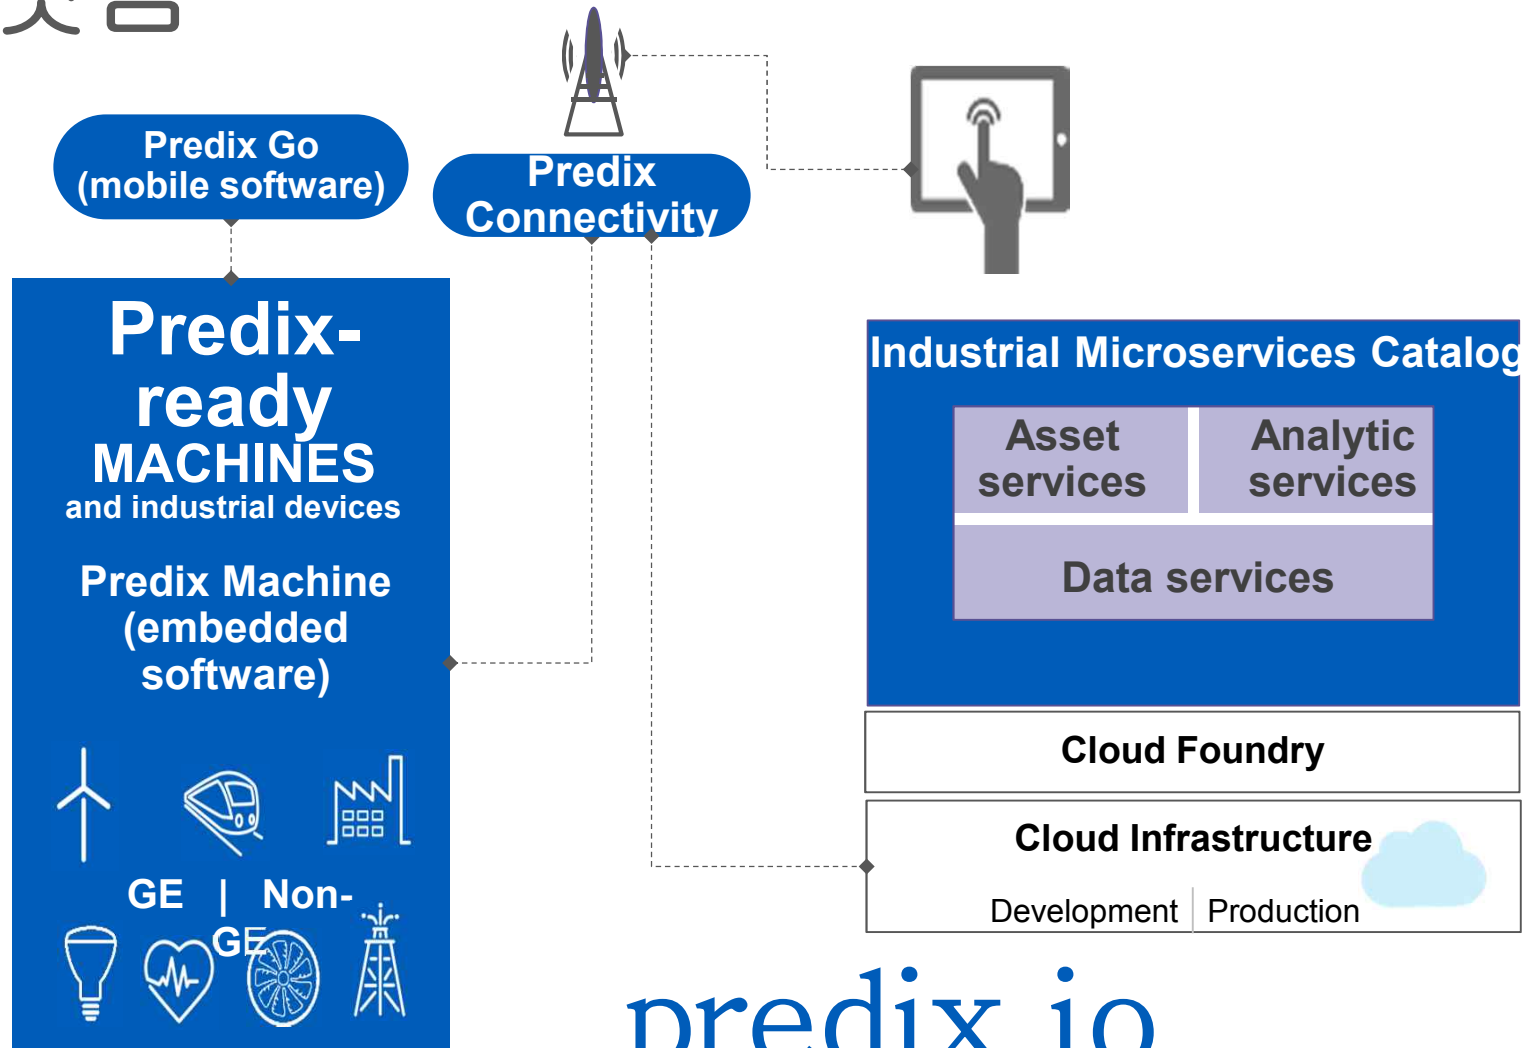 Predix Go
(mobile software)
Predix
Connectivity
Predix-
ready
MACHINES
and industrial devices
Predix Machine
(embedded
software)
GE | Non-
GE
Industrial Microservices Catalog
Asset
services
Analytic
services
Data services
Cloud Foundry
Cloud Infrastructure
Development
Production
predix io